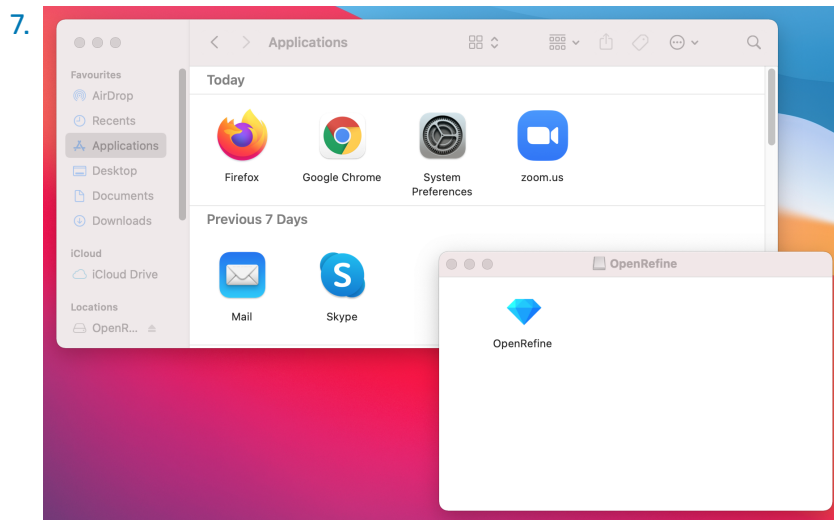 7.
Applications
Favourites
AirDrop
Recents
Applications
Desktop
Documents
Downloads
iCloud
iCloud Drive
Locations
OpenR...
Today
Firefox
Google Chrome
System
Preferences
zoom.us
Previous 7 Days
Mail
Skype
OpenRefine
OpenRefine